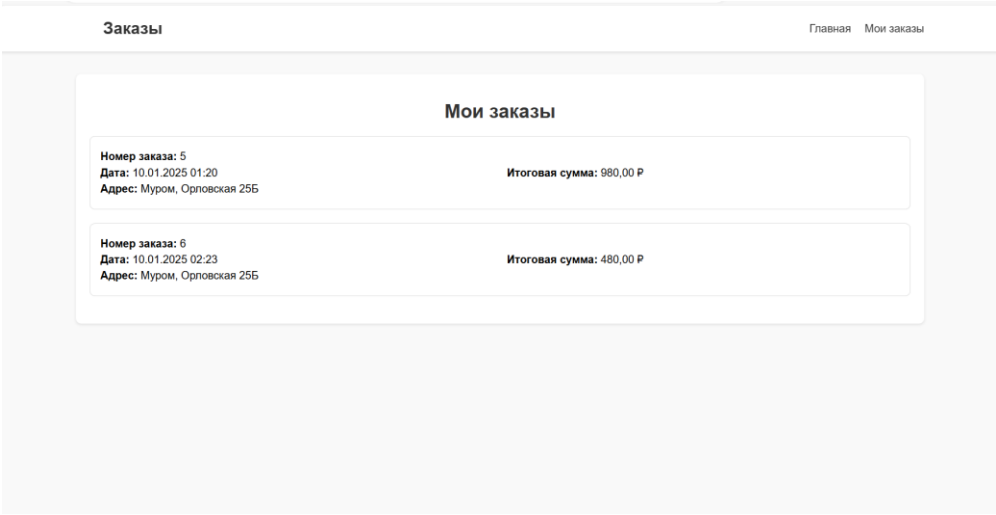 Заказы
Главная Мои заказы
Мои заказы
Номер заказа: 5
Дата: 10.01.2025 01:20
Адрес: Муром, Орловская 25Б
Итоговая сумма: 980,00 ₽
Номер заказа: 6
Дата: 10.01.2025 02:23
Адрес: Муром, Орловская 25Б
Итоговая сумма: 480,00 ₽